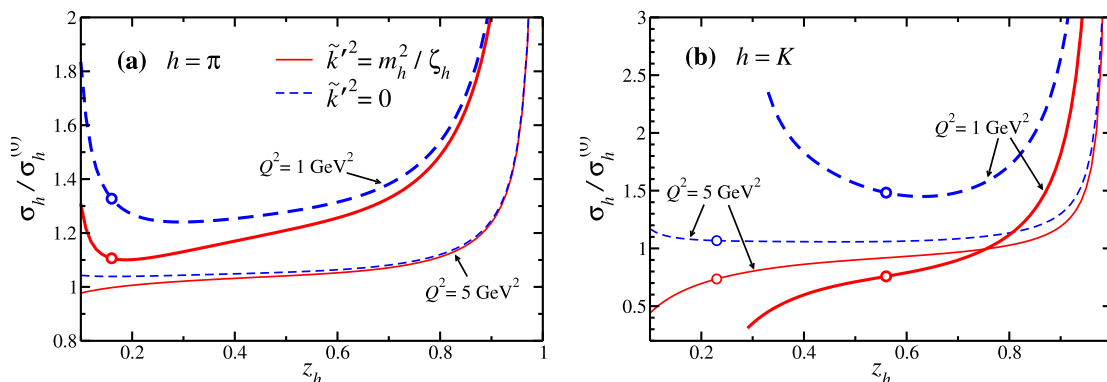 (a) h = π
k̃′² = m_h² / ζ_h
k̃′² = 0
Q² = 1 GeV²
Q² = 5 GeV²
σ_h / σ_h^(0)
2
1.8
1.6
1.4
1.2
1
0.8
0.2 0.4 0.6 0.8 1
z_h
(b) h = K
Q² = 1 GeV²
Q² = 5 GeV²
σ_h / σ_h^(0)
3
2.5
2
1.5
1
0.5
0.2 0.4 0.6 0.8
z_h